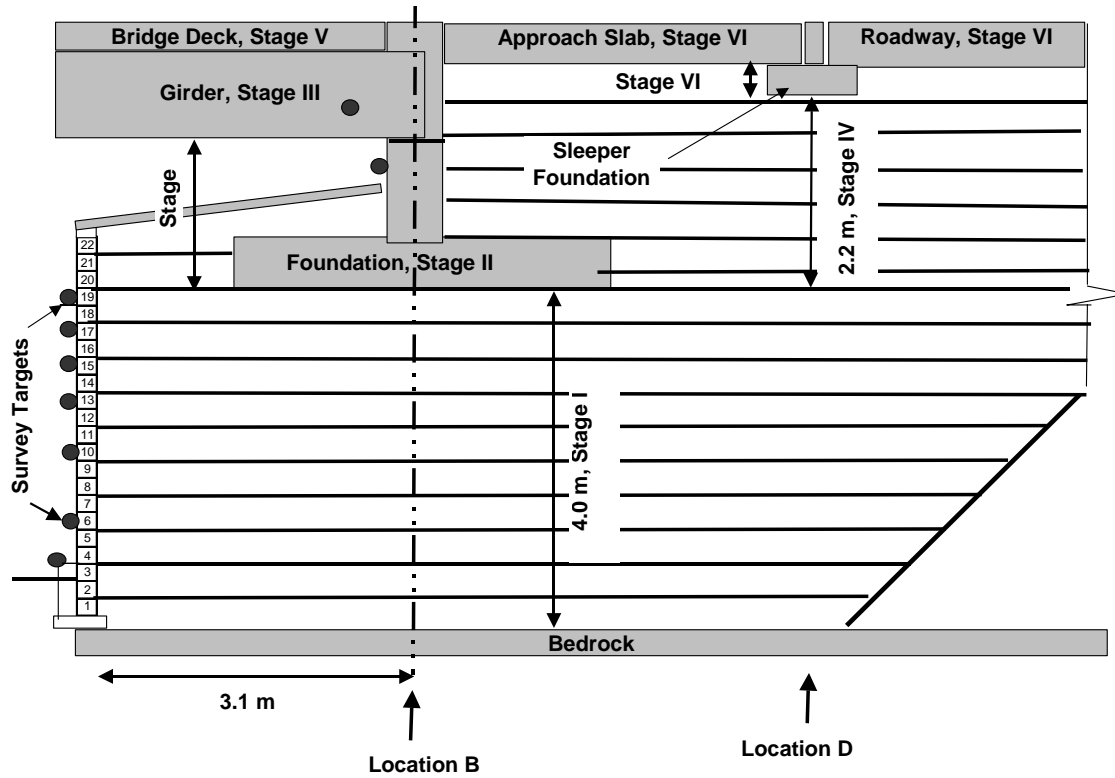 Bridge Deck, Stage V
Approach Slab, Stage VI
Roadway, Stage VI
Girder, Stage III
Stage VI
Sleeper
Foundation
2.2 m, Stage IV
Stage
Foundation, Stage II
22
21
20
19
18
17
16
15
14
13
12
11
10
9
8
7
6
5
4
3
2
1
Survey Targets
4.0 m, Stage I
Bedrock
3.1 m
Location B
Location D